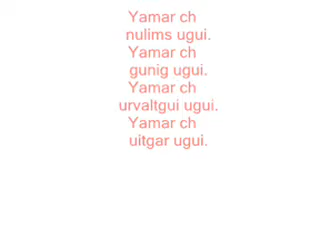 Yamar ch
nulims ugui.
Yamar ch
gunig ugui.
Yamar ch
urvaltgui ugui.
Yamar ch
uitgar ugui.